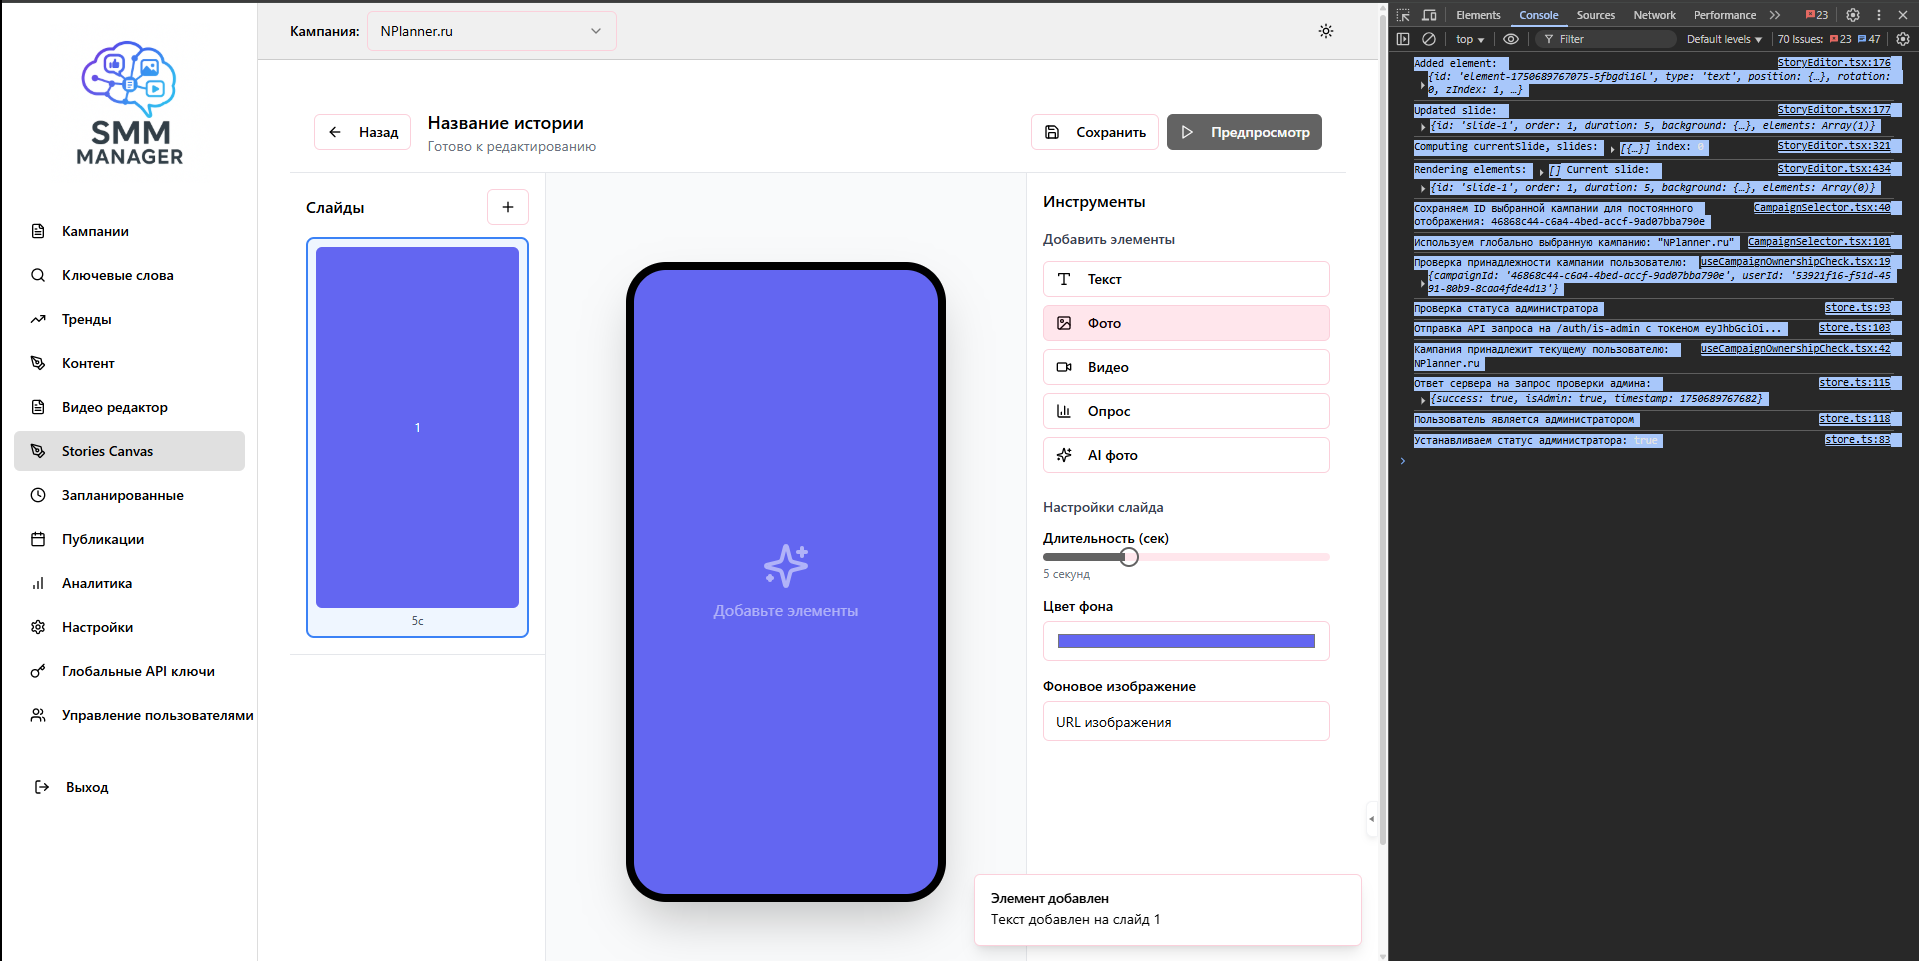 SMM
MANAGER
Кампании
Ключевые слова
Тренды
Контент
Видео редактор
Stories Canvas
Запланированные
Публикации
Аналитика
Настройки
Глобальные API ключи
Управление пользователями
Выход
Кампания: NPlanner.ru
Назад
Название истории
Готово к редактированию
Сохранить
Предпросмотр
Слайды
+
1
5с
Добавьте элементы
Инструменты
Добавить элементы
Текст
Фото
Видео
Опрос
AI фото
Настройки слайда
Длительность (сек)
5 секунд
Цвет фона
Фоновое изображение
URL изображения
Элемент добавлен
Текст добавлен на слайд 1
Elements Console Sources Network Performance 23
top Filter Default levels 70 Issues: 23 47
Added element: StoryEditor.tsx:176
{id: 'element-1750689767075-5fbgdi16l', type: 'text', position: {…}, rotation:
0, zIndex: 1, …}
Updated slide: StoryEditor.tsx:177
{id: 'slide-1', order: 1, duration: 5, background: {…}, elements: Array(1)}
Computing currentSlide, slides: [{…}] index: 0 StoryEditor.tsx:321
Rendering elements: [] Current slide: StoryEditor.tsx:434
{id: 'slide-1', order: 1, duration: 5, background: {…}, elements: Array(0)}
Сохраняем ID выбранной кампании для постоянного CampaignSelector.tsx:40
отображения: 46868c44-c6a4-4bed-accf-9ad07bba790e
Используем глобально выбранную кампанию: "NPlanner.ru" CampaignSelector.tsx:101
Проверка принадлежности кампании пользователю: useCampaignOwnershipCheck.tsx:19
{campaignId: '46868c44-c6a4-4bed-accf-9ad07bba790e', userId: '53921f16-f51d-45
91-80b9-8caa4fde4d13'}
Проверка статуса администратора store.ts:93
Отправка API запроса на /auth/is-admin с токеном eyJhbGciOi... store.ts:103
Кампания принадлежит текущему пользователю: useCampaignOwnershipCheck.tsx:42
NPlanner.ru
Ответ сервера на запрос проверки админа: store.ts:115
{success: true, isAdmin: true, timestamp: 1750689767682}
Пользователь является администратором store.ts:118
Устанавливаем статус администратора: true store.ts:83